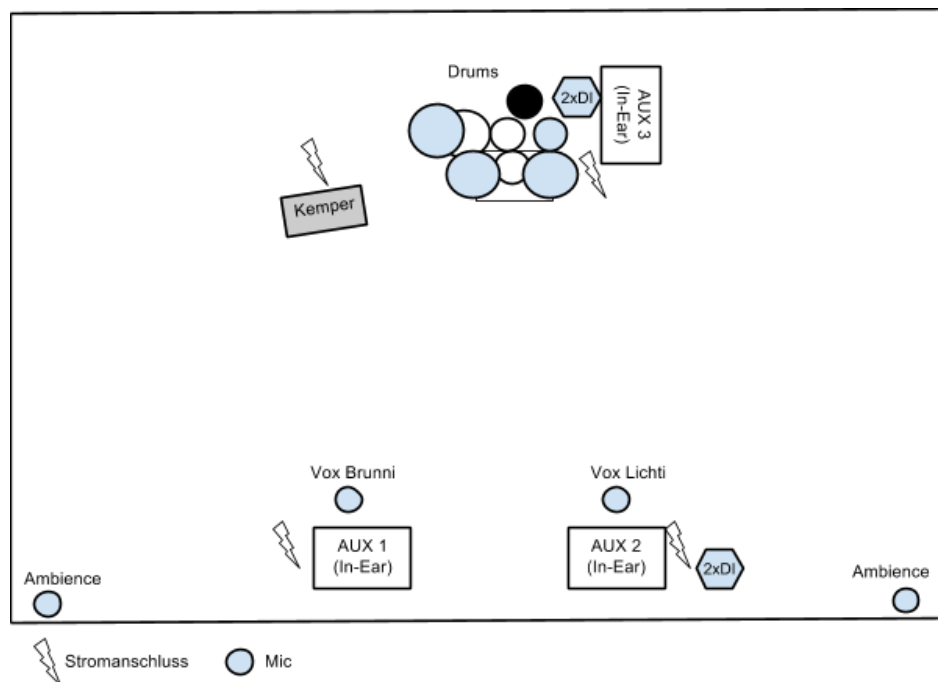 Drums
2xDI
AUX 3
(In-Ear)
Kemper
Vox Brunni
Vox Lichti
AUX 1
(In-Ear)
AUX 2
(In-Ear)
2xDI
Ambience
Ambience
Stromanschluss
Mic